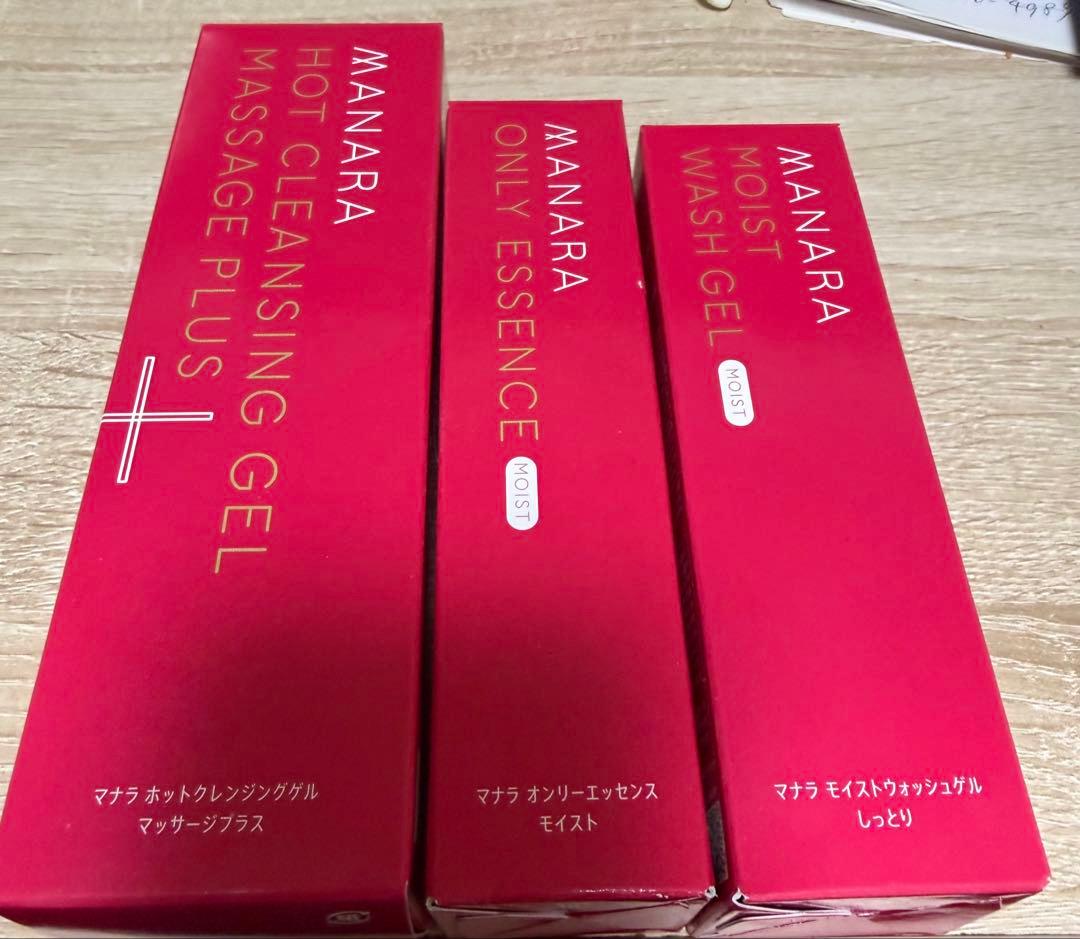 MANARA
HOT CLEANSING GEL
MASSAGE PLUS
マナラ ホットクレンジングゲル
マッサージプラス
MANARA
ONLY ESSENCE
MOIST
マナラ オンリーエッセンス
モイスト
MANARA
MOIST
WASH GEL
MOIST
マナラ モイストウォッシュゲル
しっとり